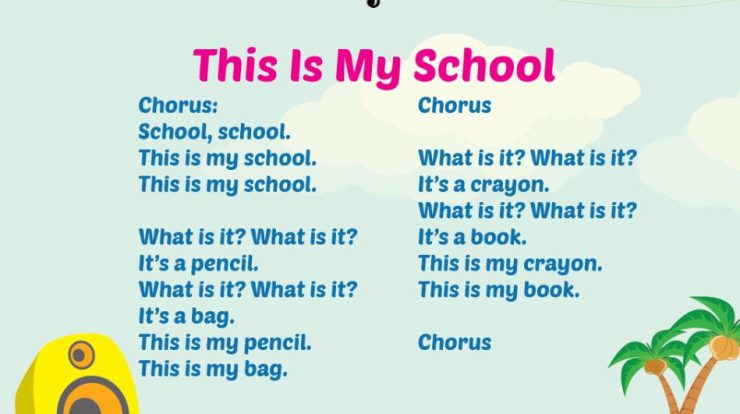 This Is My School
Chorus:
School, school.
This is my school.
This is my school.
What is it? What is it?
It's a pencil.
What is it? What is it?
It's a bag.
This is my pencil.
This is my bag.
Chorus
What is it? What is it?
It's a crayon.
What is it? What is it?
It's a book.
This is my crayon.
This is my book.
Chorus